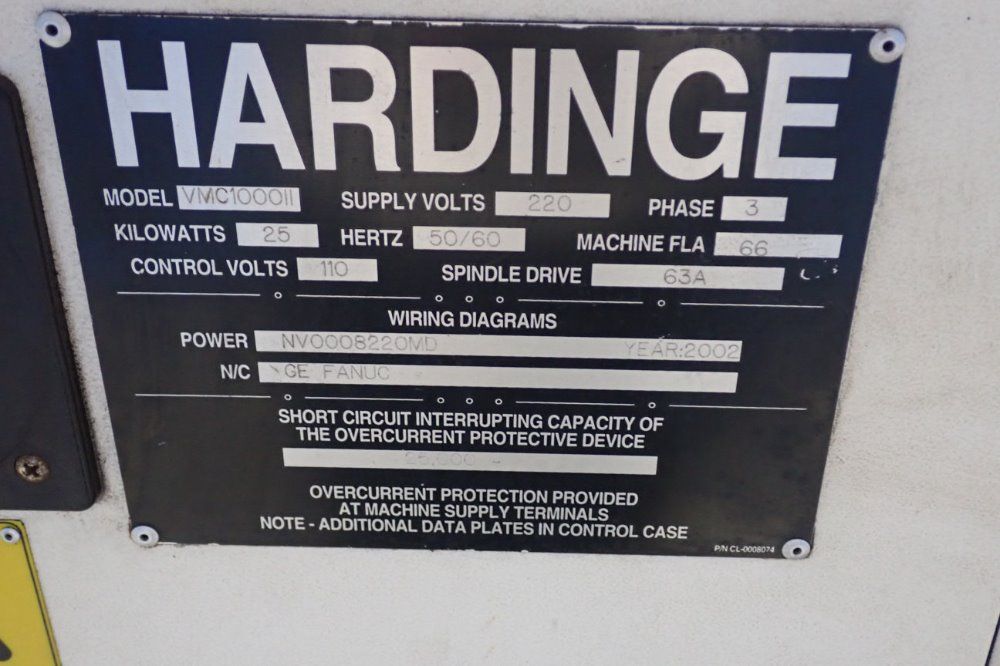 HARDINGE
MODEL VMC1000II SUPPLY VOLTS 220 PHASE 3
KILOWATTS 25 HERTZ 50/60 MACHINE FLA 66
CONTROL VOLTS 110 SPINDLE DRIVE 63A
WIRING DIAGRAMS
POWER NV0008220MD YEAR:2002
N/C GE FANUC
SHORT CIRCUIT INTERRUPTING CAPACITY OF
THE OVERCURRENT PROTECTIVE DEVICE
OVERCURRENT PROTECTION PROVIDED
AT MACHINE SUPPLY TERMINALS
NOTE - ADDITIONAL DATA PLATES IN CONTROL CASE
P/N CL-0008074